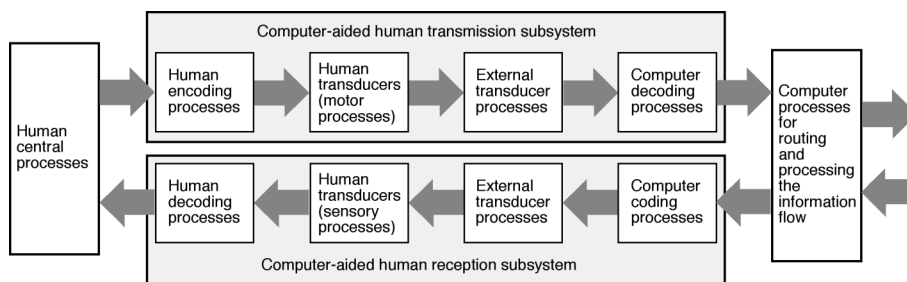 Computer-aided human transmission subsystem
Human
central
processes
Human
encoding
processes
Human
transducers
(motor
processes)
External
transducer
processes
Computer
decoding
processes
Computer
processes
for
routing
and
processing
the
information
flow
Human
decoding
processes
Human
transducers
(sensory
processes)
External
transducer
processes
Computer
coding
processes
Computer-aided human reception subsystem